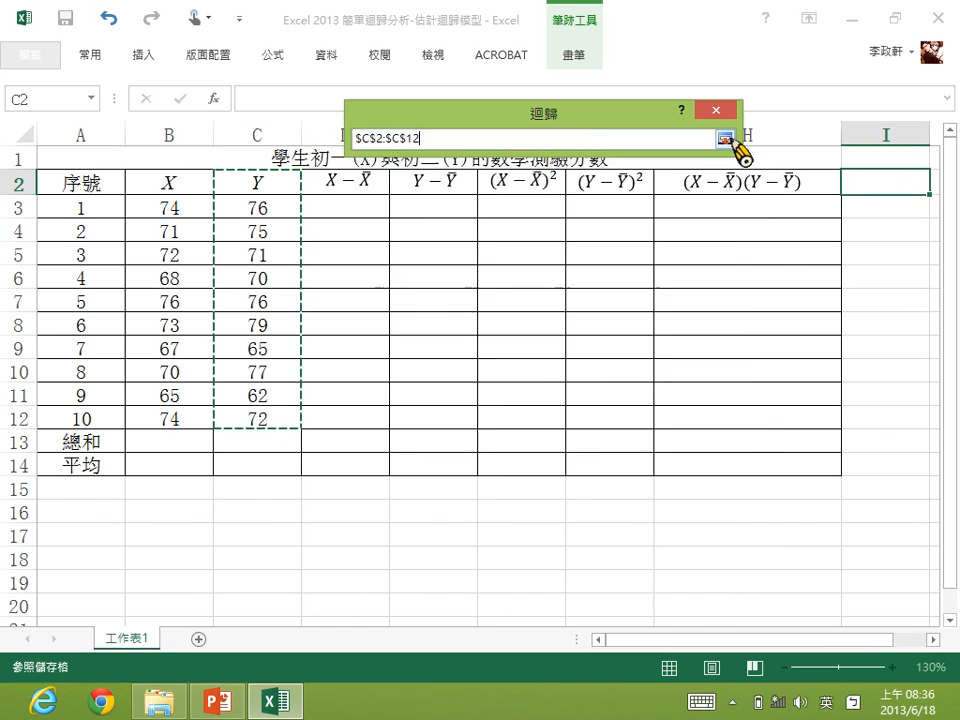 Excel 2013 簡單迴歸分析-估計迴歸模型 - Excel
筆跡工具
?
檔案
常用
插入
版面配置
公式
資料
校閱
檢視
ACROBAT
畫筆
李政軒
C2
fx
迴歸
?
$C$2:$C$12
A B C H I
1 學生初一(X)與初二(Y)的數學測驗分數
2 序號 X Y X − X̄ Y − Ȳ (X − X̄)² (Y − Ȳ)² (X − X̄)(Y − Ȳ)
3 1 74 76
4 2 71 75
5 3 72 71
6 4 68 70
7 5 76 76
8 6 73 79
9 7 67 65
10 8 70 77
11 9 65 62
12 10 74 72
13 總和
14 平均
15
16
17
18
19
20
工作表1
參照儲存格
130%
英
上午 08:36
2013/6/18